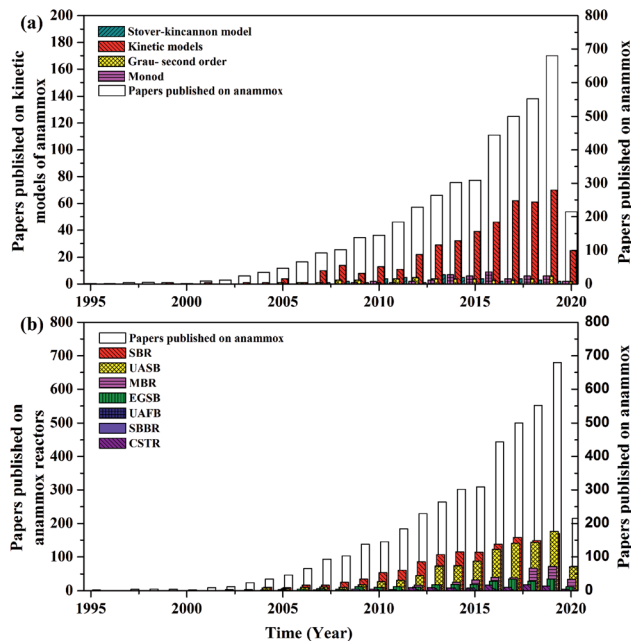 (a)
200
180
160
140
120
100
80
60
40
20
0
Papers published on kinetic
models of anammox
Stover-kincannon model
Kinetic models
Grau- second order
Monod
Papers published on anammox
800
700
600
500
400
300
200
100
0
Papers published on anammox
1995 2000 2005 2010 2015 2020
(b)
800
700
600
500
400
300
200
100
0
Papers published on
anammox reactors
Papers published on anammox
SBR
UASB
MBR
EGSB
UAFB
SBBR
CSTR
800
700
600
500
400
300
200
100
0
Papers published on anammox
1995 2000 2005 2010 2015 2020
Time (Year)